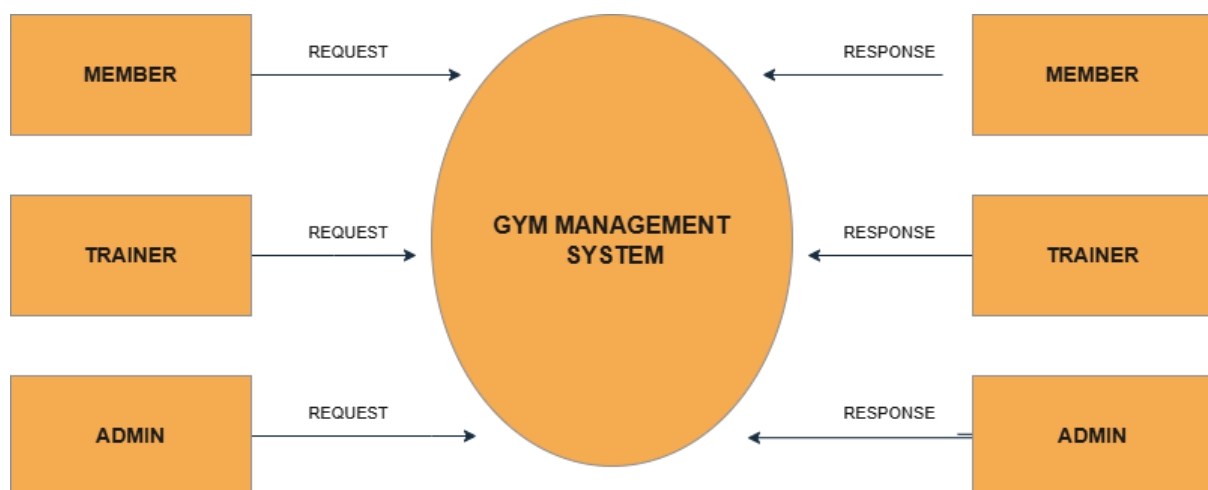 MEMBER
REQUEST
RESPONSE
MEMBER
TRAINER
REQUEST
GYM MANAGEMENT
SYSTEM
RESPONSE
TRAINER
ADMIN
REQUEST
RESPONSE
ADMIN